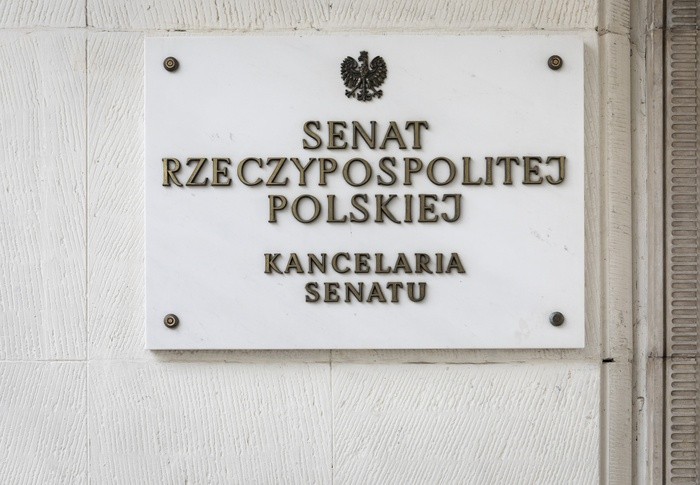 SENAT
RZECZYPOSPOLITEJ
POLSKIEJ
KANCELARIA
SENATU